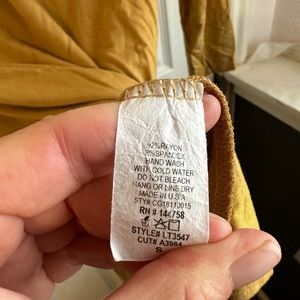 92% RAYON
8% SPANDEX
HAND WASH
WITH COLD WATER
DO NOT BLEACH
HANG OR LINE DRY
MADE IN U.S.A
STY# CG18110015
RN # 144758
STYLE# LT3547
CUT# A3984
S